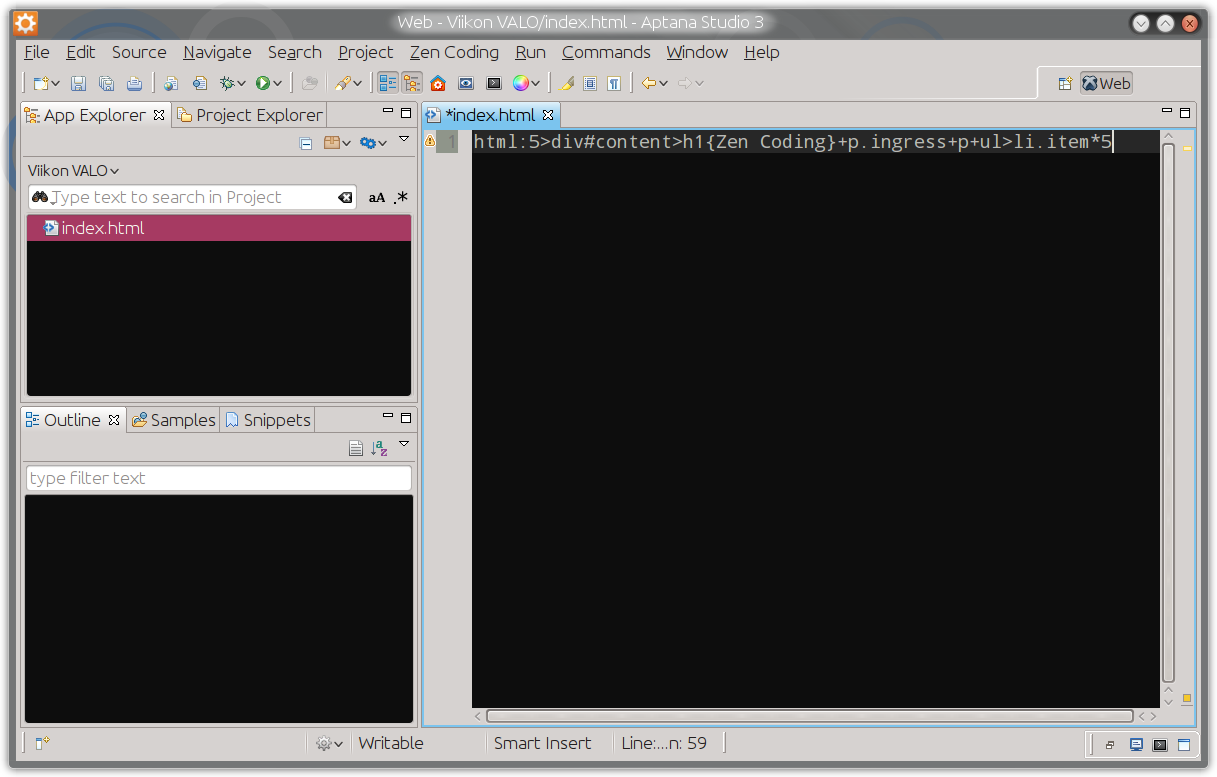 Web - Viikon VALO/index.html - Aptana Studio 3
File Edit Source Navigate Search Project Zen Coding Run Commands Window Help
Web
App Explorer Project Explorer
Viikon VALO
Type text to search in Project aA .*
index.html
Outline Samples Snippets
type filter text
*index.html
1 html:5>div#content>h1{Zen Coding}+p.ingress+p+ul>li.item*5
Writable Smart Insert Line:...n: 59